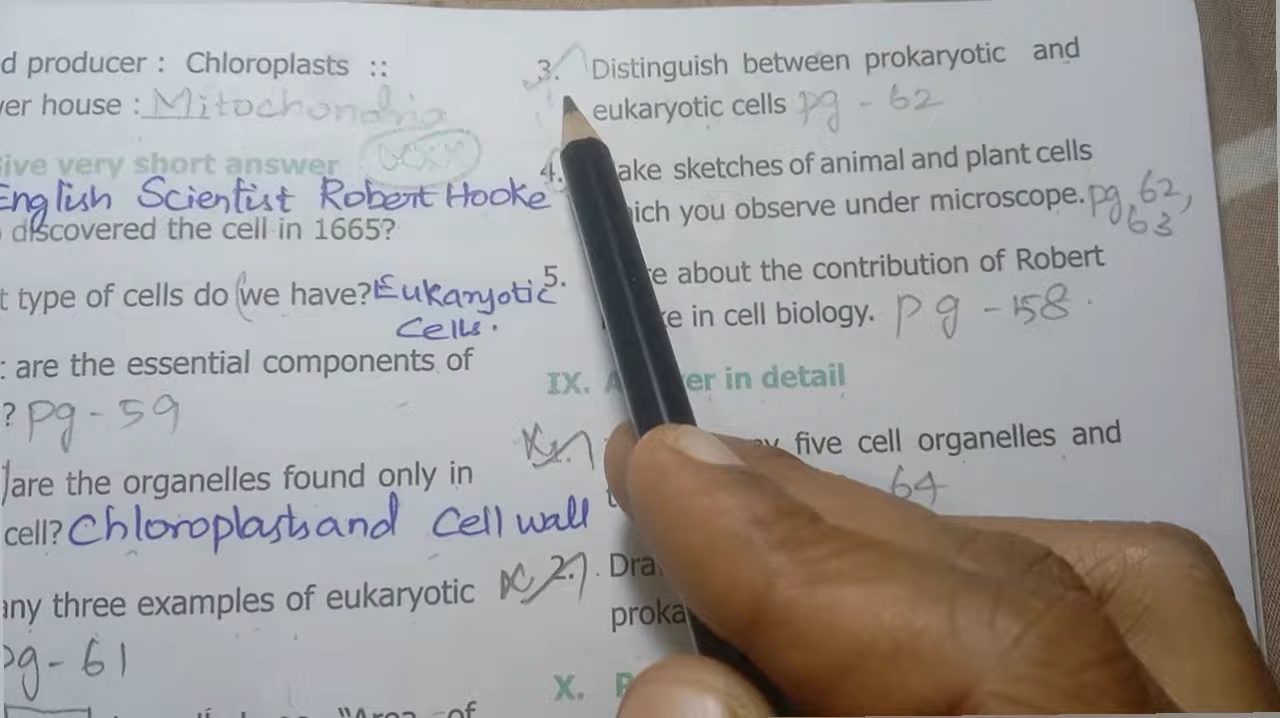 d producer : Chloroplasts ::
er house : Mitochondria
ive very short answer
English Scientist Robert Hooke
discovered the cell in 1665?
t type of cells do we have? Eukaryotic
Cells.
are the essential components of
? pg - 59
are the organelles found only in
cell? Chloroplasts and Cell wall
any three examples of eukaryotic
pg - 61
3. Distinguish between prokaryotic and
eukaryotic cells pg - 62
4. ake sketches of animal and plant cells
ich you observe under microscope. pg 62,
63
5. e about the contribution of Robert
e in cell biology. pg - 58
IX. A er in detail
1. y five cell organelles and
64
2. Dra
proka
X.
of